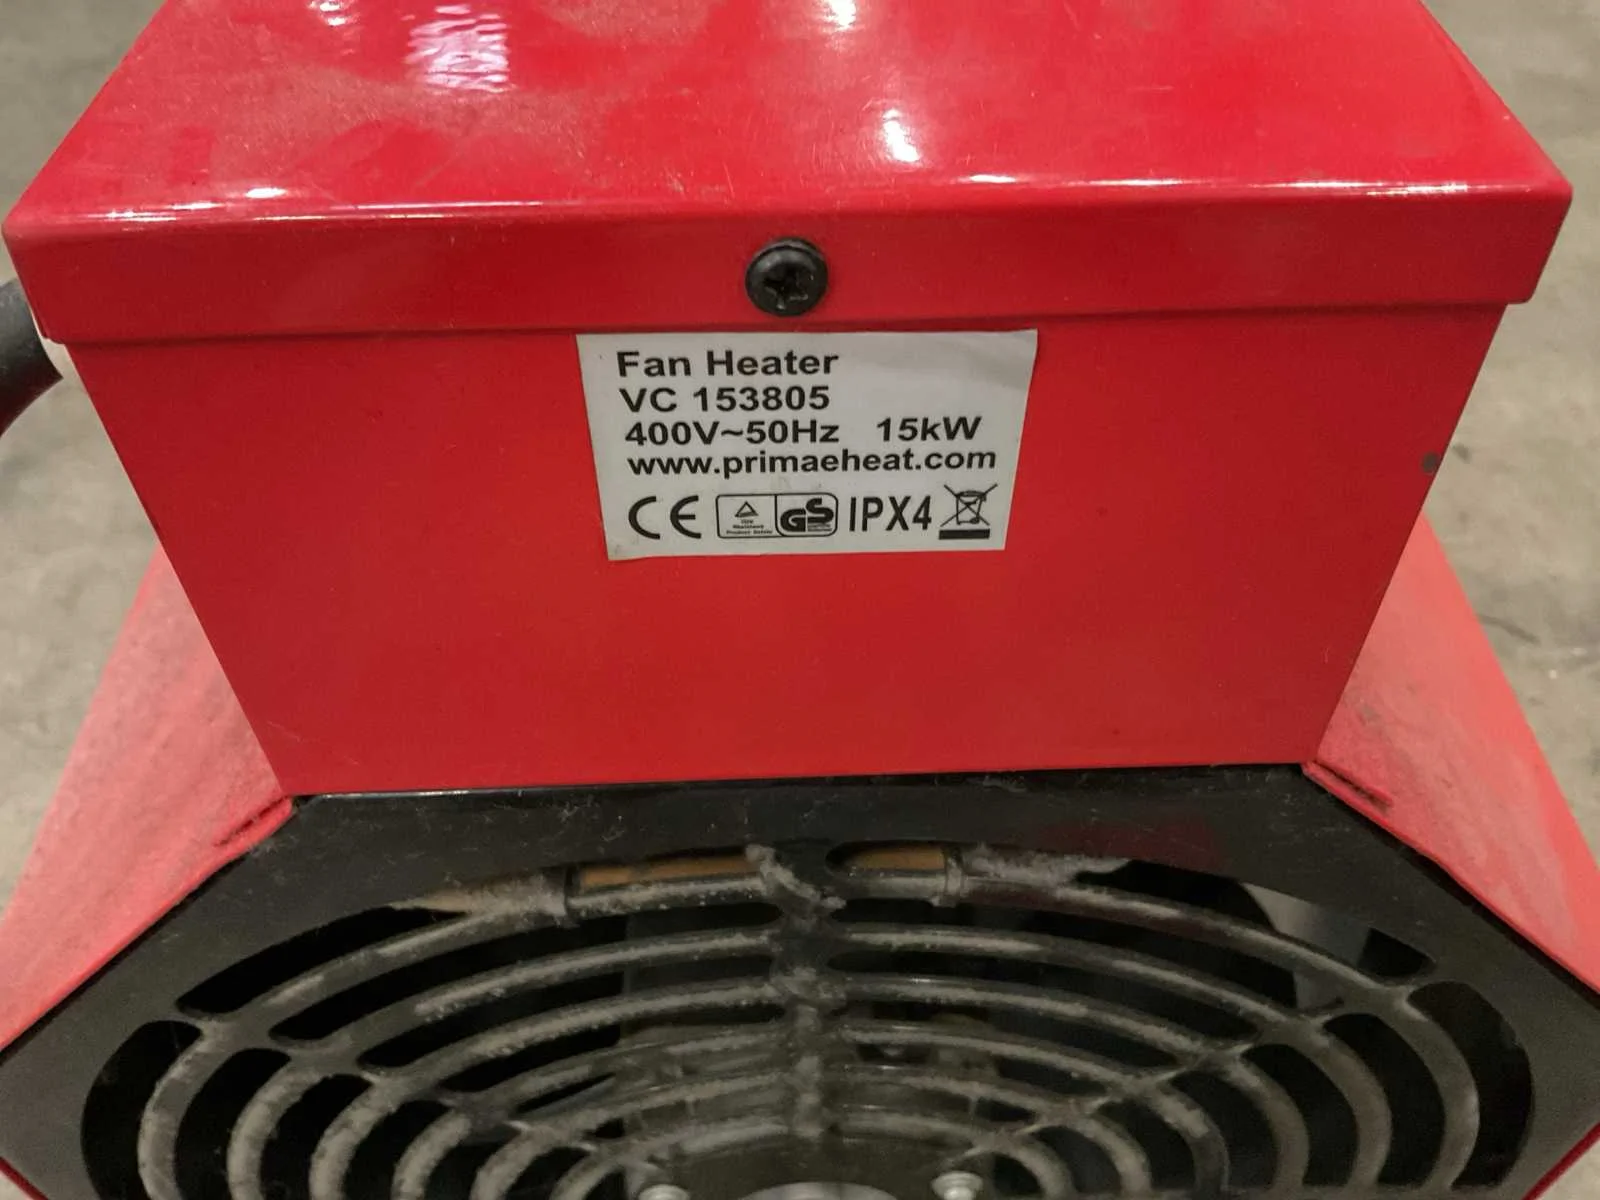 Fan Heater
VC 153805
400V~50Hz 15kW
www.primaeheat.com
CE GS IPX4